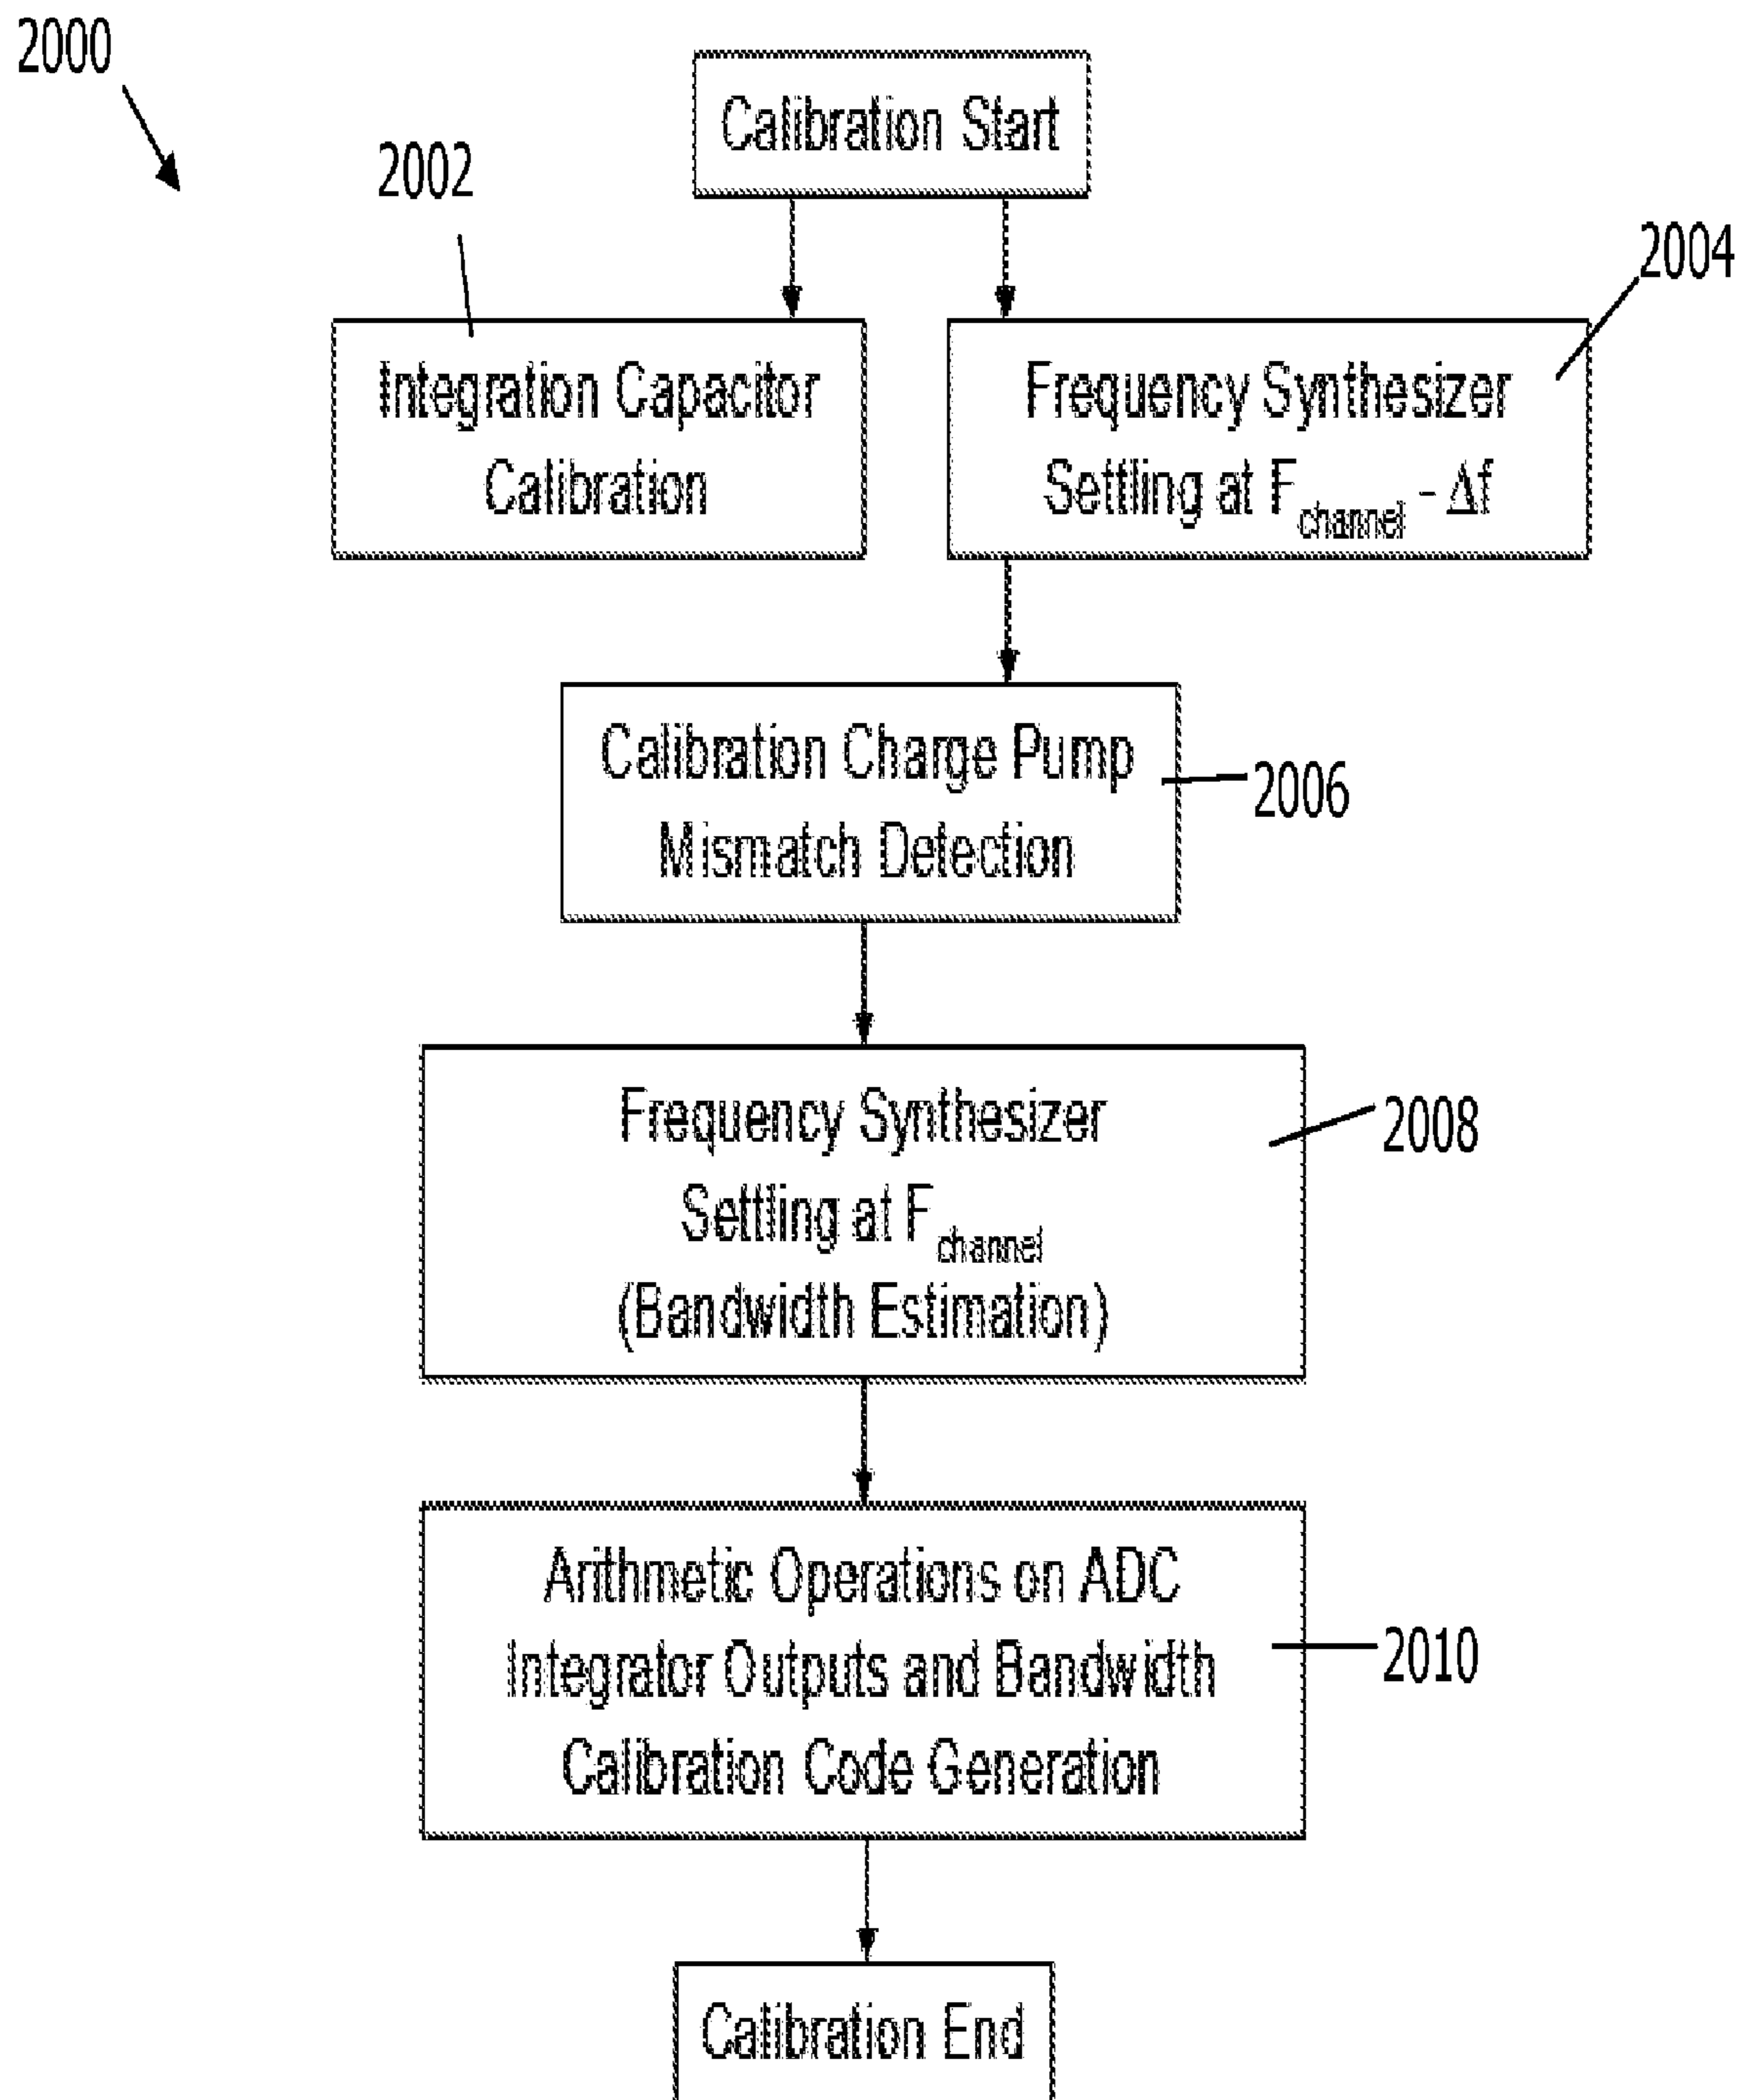 2000
Calibration Start
2002
2004
Integration Capacitor
Calibration
Frequency Synthesizer
Settling at Fchannel - Δf
Calibration Charge Pump
Mismatch Detection
2006
Frequency Synthesizer
Settling at Fchannel
(Bandwidth Estimation)
2008
Arithmetic Operations on ADC
Integrator Outputs and Bandwidth
Calibration Code Generation
2010
Calibration End